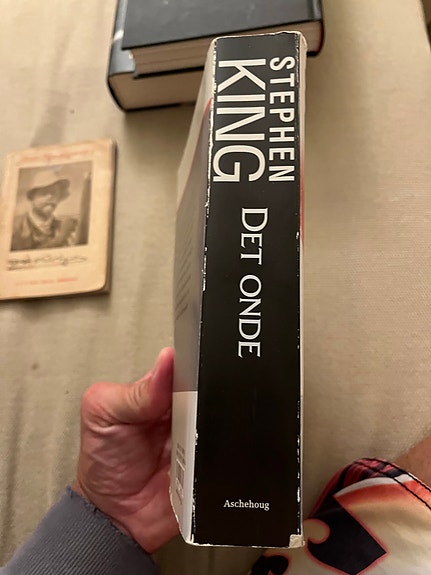 STEPHEN
KING
DET ONDE
Aschehoug